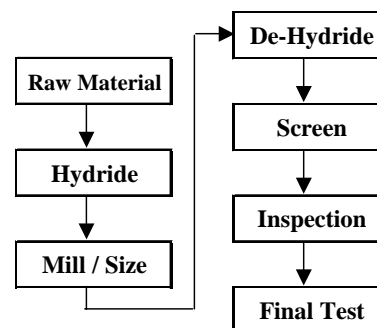 Raw Material
Hydride
Mill / Size
De-Hydride
Screen
Inspection
Final Test